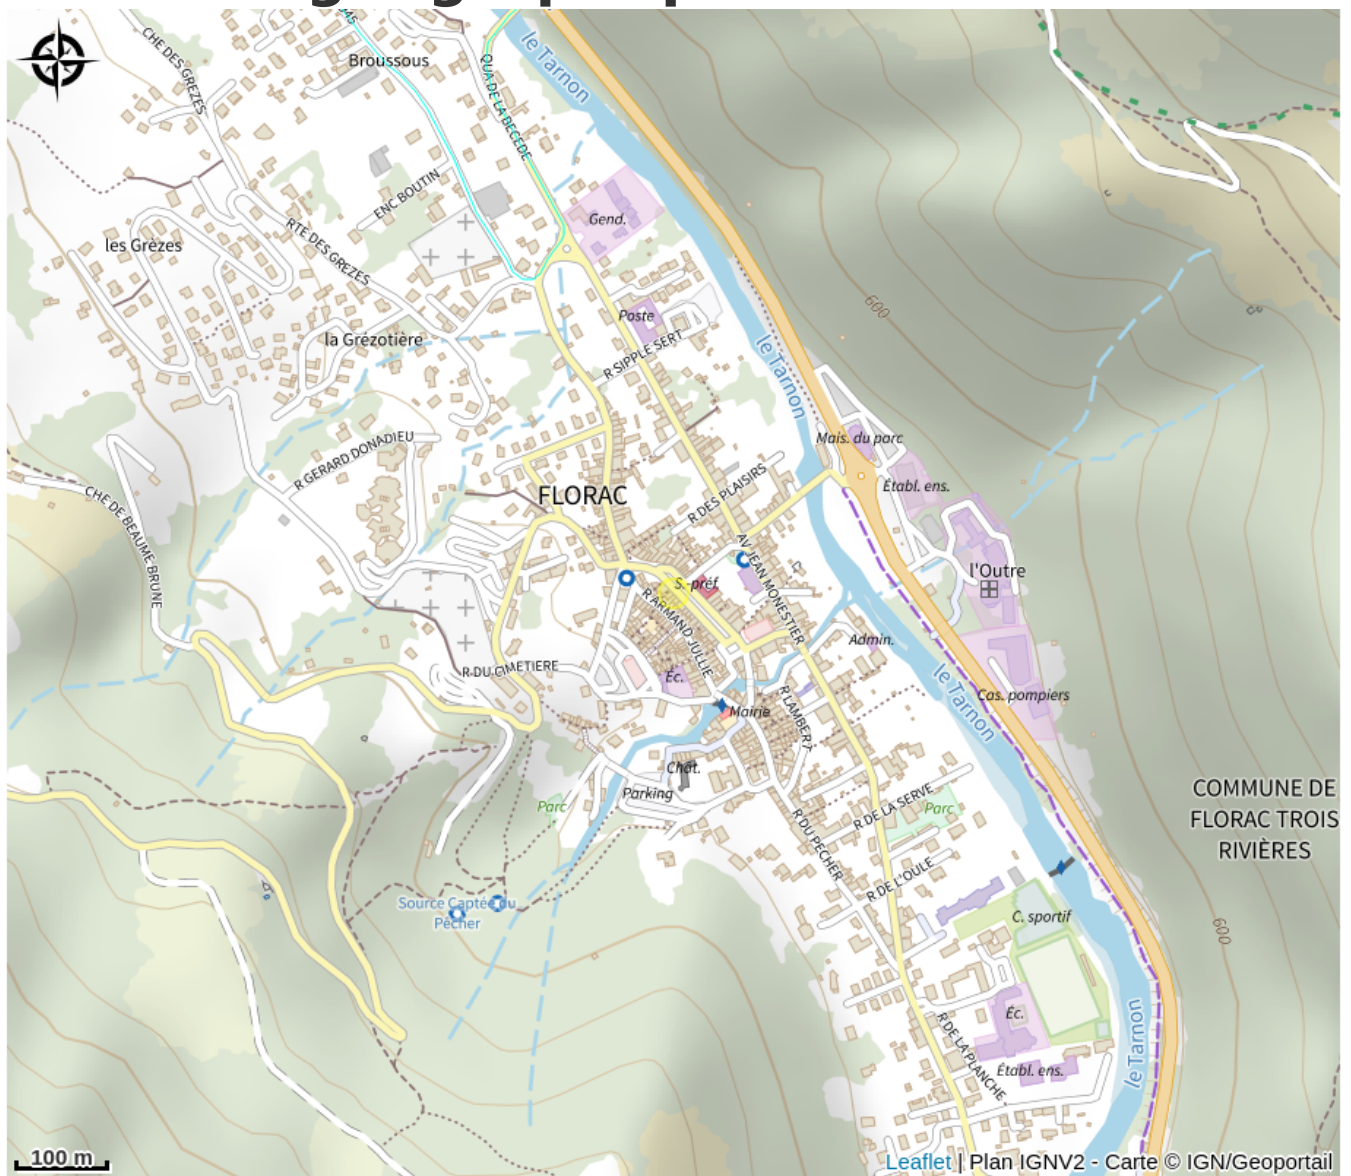 945
CHE DES GREZES
Broussous
QUA DE LA BECEDE
le Tarnon
ENC BOUTIN
Gend.
les Grèzes
RTE DES GREZES
600
Poste
la Grézotière
R SIPPLE SERT
le Tarnon
R GERARD DONADIEU
Mais. du parc
Établ. ens.
CHE DE BEAUME BRUNE
FLORAC
R DES PLAISIRS
AV JEAN MONESTIER
S.-préf.
l'Outre
R ARMAND JULLIE
Admin.
R DU CIMETIERE
Éc.
le Tarnon
Cas. pompiers
Mairie
R LAMBERT
Chât.
Parking
Parc
R DE LA SERVE
Parc
COMMUNE DE
FLORAC TROIS
RIVIÈRES
R DU PECHER
R DE L'OULE
Source Captée du
Pêcher
C. sportif
600
Éc.
R DE LA PLANCHE
Établ. ens.
le Tarnon
100 m
Leaflet | Plan IGNV2 - Carte © IGN/Geoportail